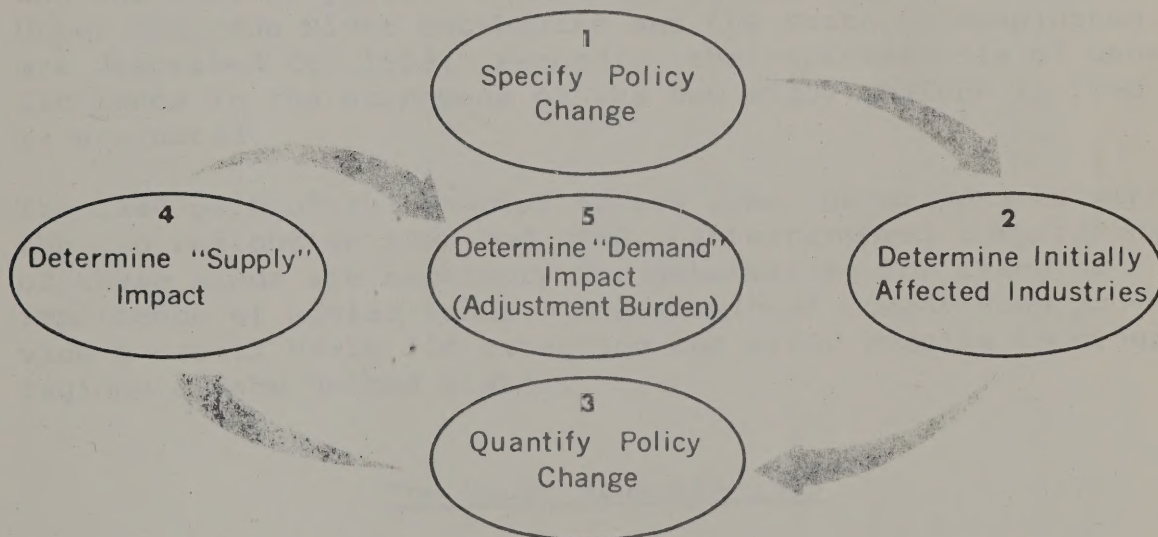 1
Specify Policy
Change
2
Determine Initially
Affected Industries
3
Quantify Policy
Change
4
Determine "Supply"
Impact
5
Determine "Demand"
Impact
(Adjustment Burden)